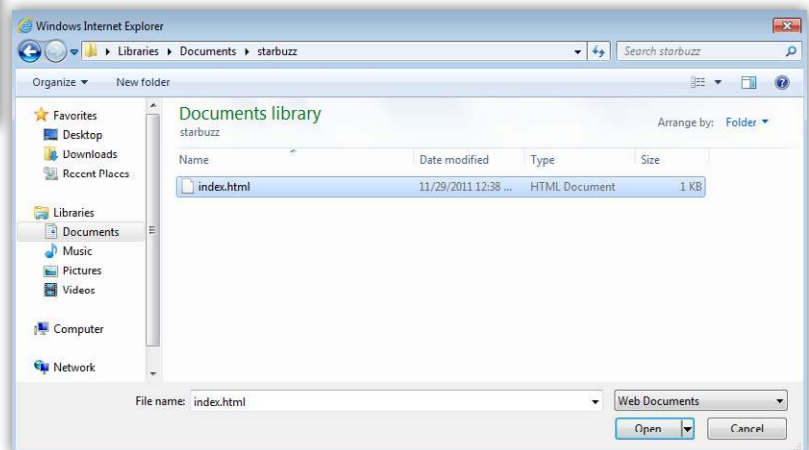 Windows Internet Explorer
Libraries Documents starbuzz
Search starbuzz
Organize New folder
Favorites
Desktop
Downloads
Recent Places
Libraries
Documents
Music
Pictures
Videos
Computer
Network
Documents library
starbuzz
Arrange by: Folder
Name Date modified Type Size
index.html 11/29/2011 12:38 ... HTML Document 1 KB
File name: index.html
Web Documents
Open Cancel